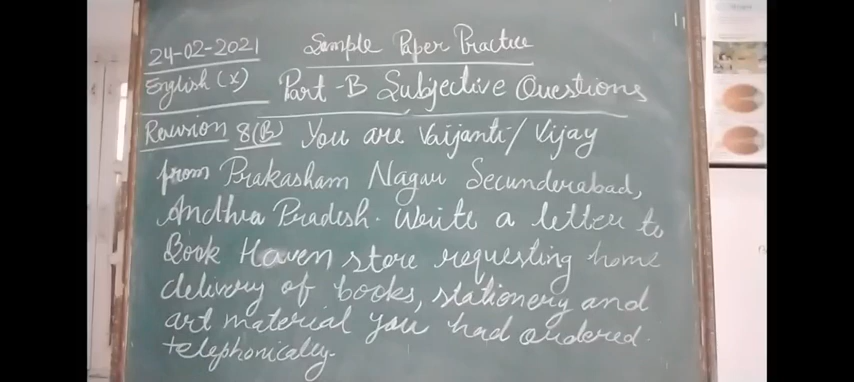 24-02-2021 Sample Paper Practice
English (X) Part-B Subjective Questions
Revision 8(B) You are Vaijanti/Vijay
from Prakasham Nagar Secunderabad,
Andhra Pradesh. Write a letter to
Book Haven store requesting home
delivery of books, stationery and
art material you had ordered.
telephonically.